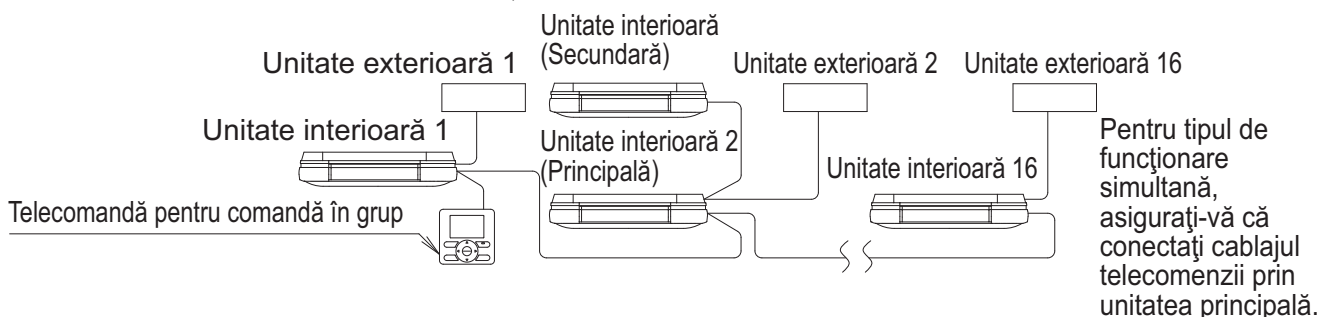 Unitate interioară
(Secundară)
Unitate exterioară 1
Unitate exterioară 2
Unitate exterioară 16
Unitate interioară 1
Unitate interioară 2
(Principală)
Unitate interioară 16
Telecomandă pentru comandă în grup
Pentru tipul de
funcţionare
simultană,
asiguraţi-vă că
conectaţi cablajul
telecomenzii prin
unitatea principală.